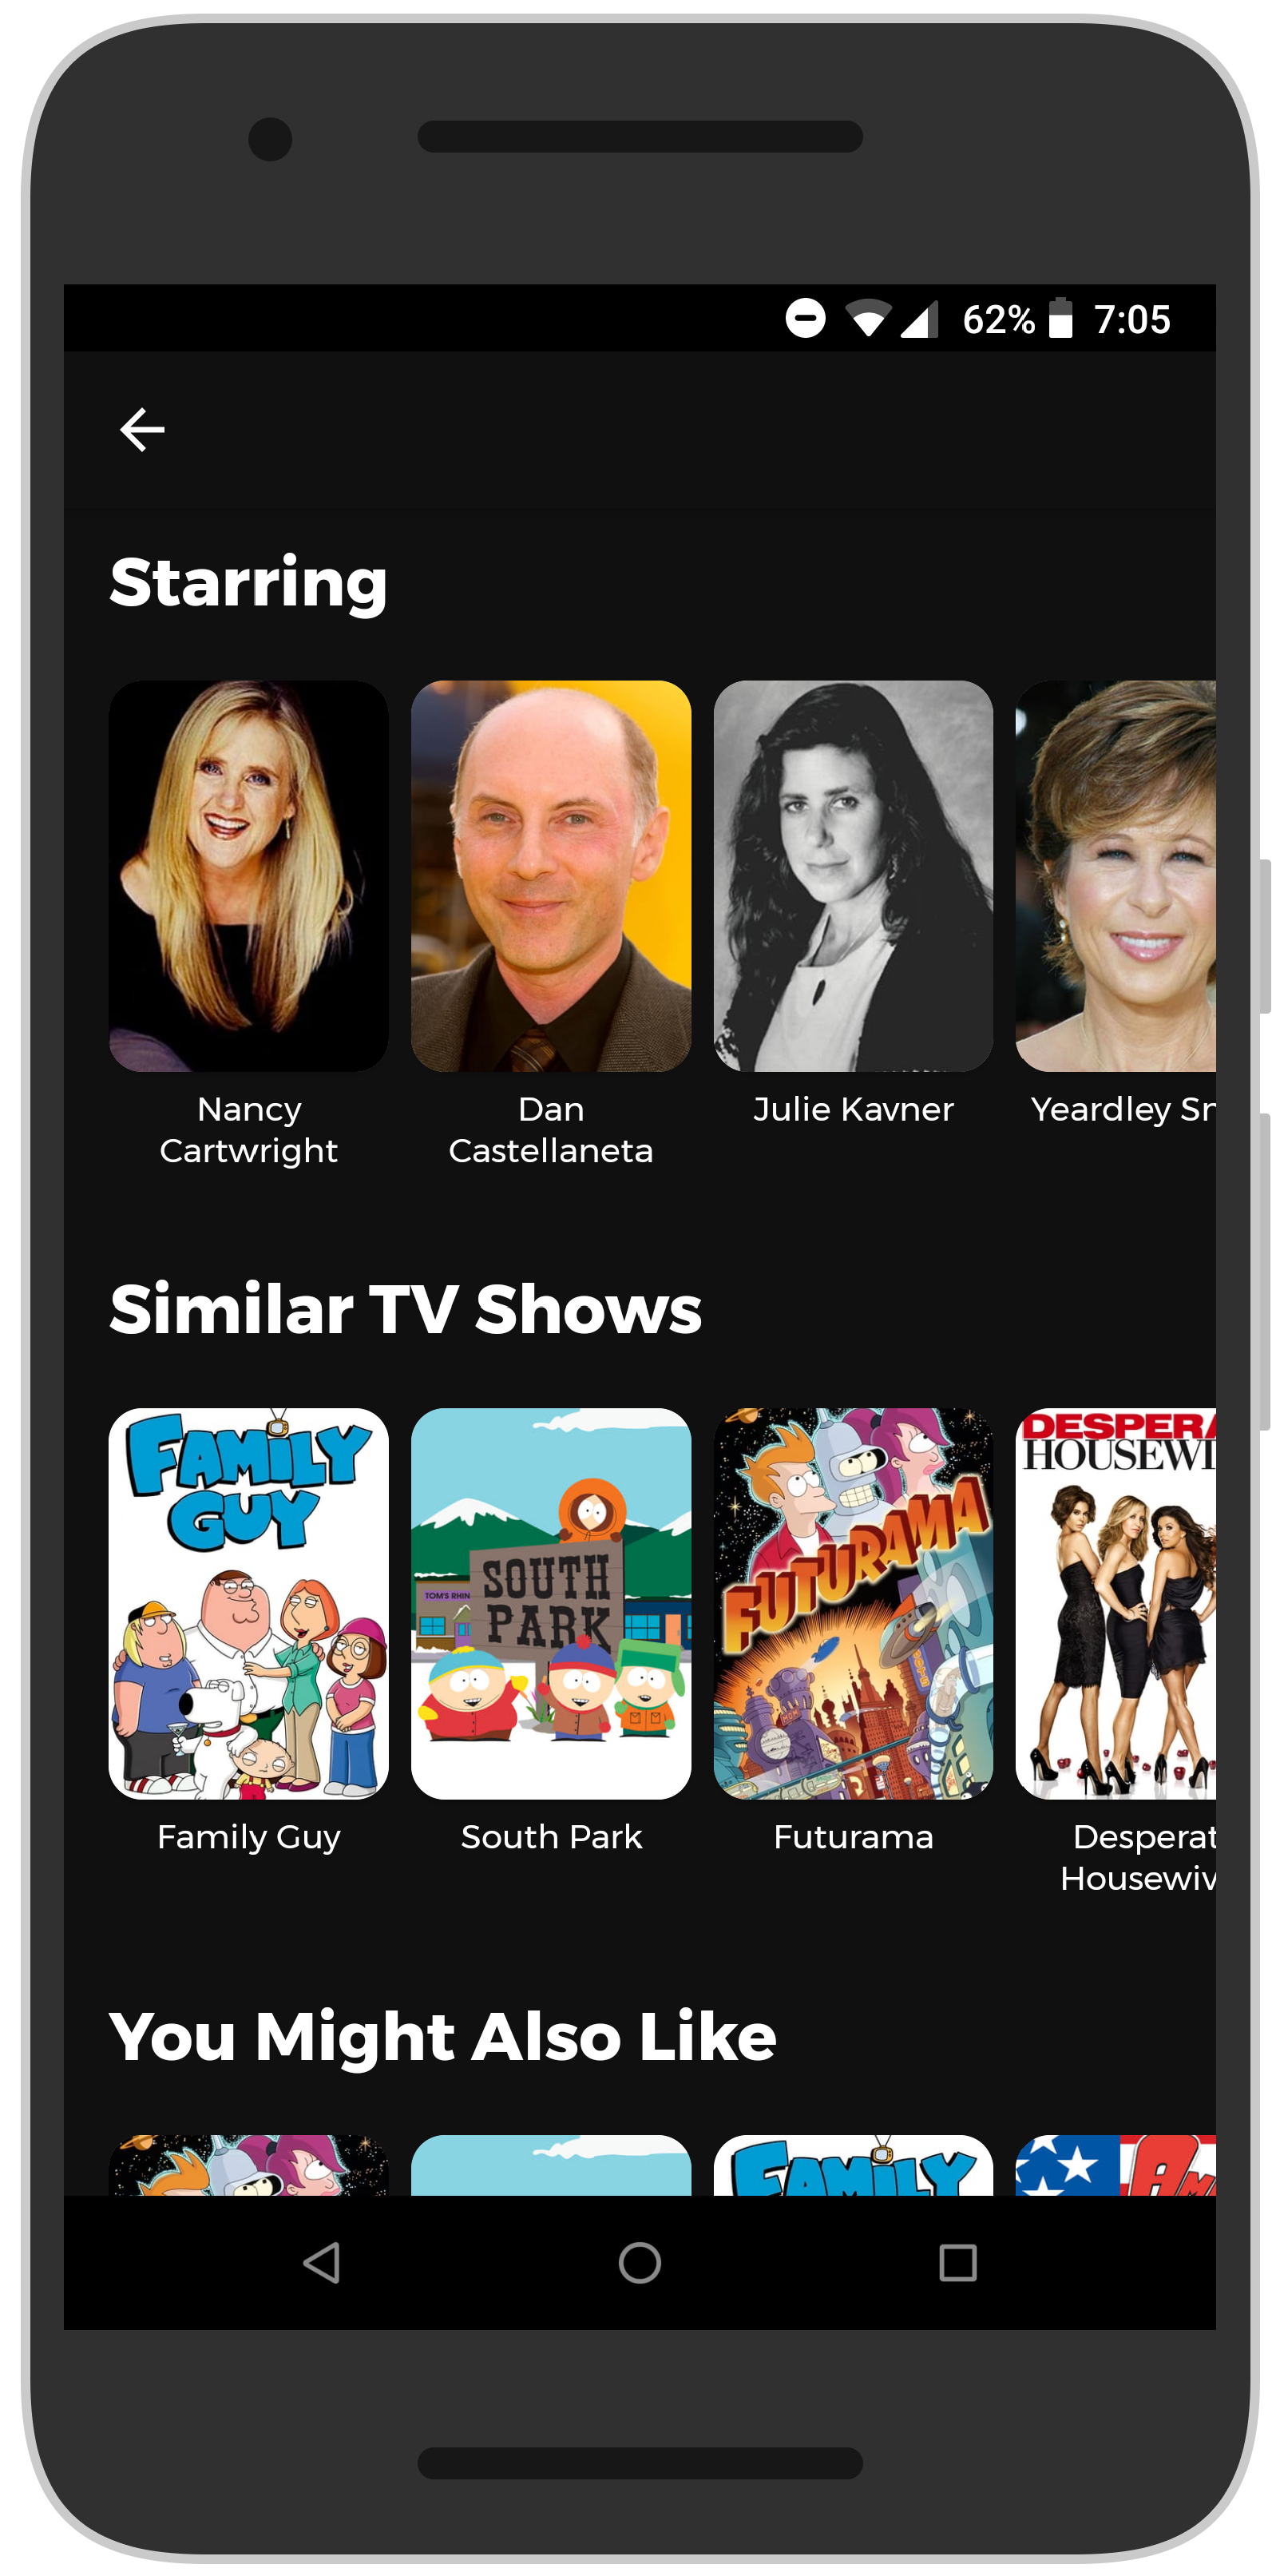 62% 7:05
Starring
Nancy
Cartwright
Dan
Castellaneta
Julie Kavner
Yeardley
Similar TV Shows
FAMILY
GUY
TOM'S RHIN
SOUTH
PARK
FUTURAMA
DESPERA
HOUSEWI
Family Guy
South Park
Futurama
Desperat
Housewiv
You Might Also Like
FAMILY
AM